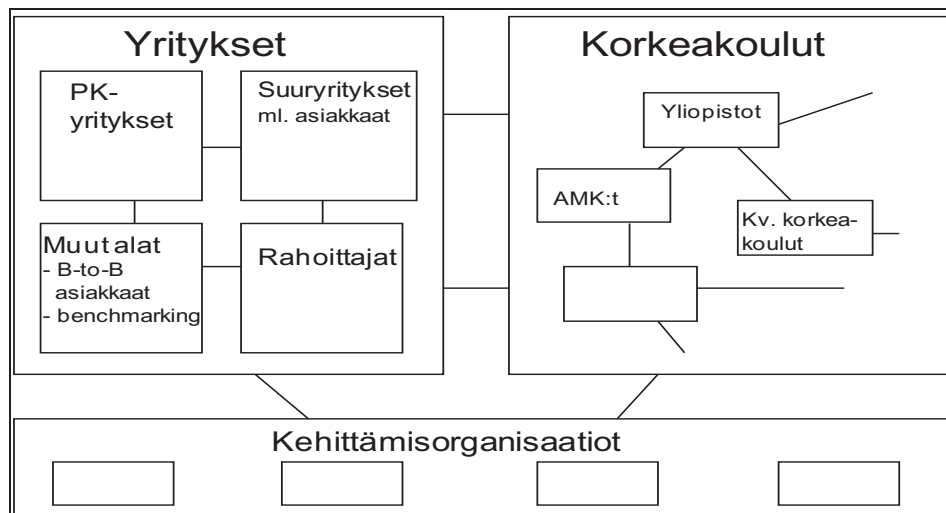 Yritykset
PK-
yritykset
Suuryritykset
ml. asiakkaat
Muut alat
- B-to-B
asiakkaat
- benchmarking
Rahoittajat
Korkeakoulut
Yliopistot
AMK:t
Kv. korkea-
koulut
Kehittämisorganisaatiot